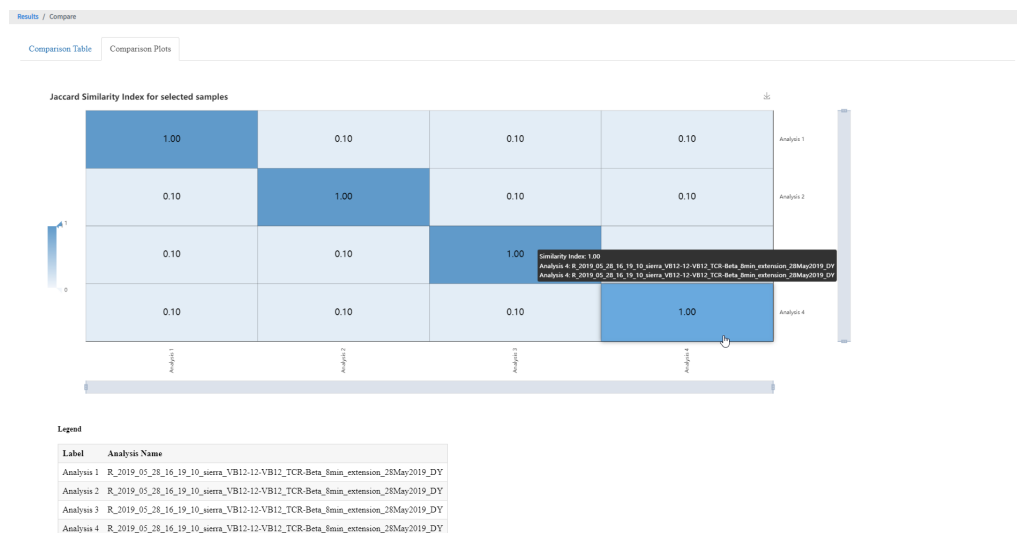 Results / Compare
Comparison Table Comparison Plots
Jaccard Similarity Index for selected samples
1.00 0.10 0.10 0.10 Analysis 1
0.10 1.00 0.10 0.10 Analysis 2
1
0.10 0.10 1.00
Similarity Index: 1.00
Analysis 4: R_2019_05_28_16_19_10_sierra_VB12-12-VB12_TCR-Beta_8min_extension_28May2019_DY
Analysis 4: R_2019_05_28_16_19_10_sierra_VB12-12-VB12_TCR-Beta_8min_extension_28May2019_DY
0
0.10 0.10 0.10 1.00 Analysis 4
Analysis 1 Analysis 2 Analysis 3 Analysis 4
Legend
Label Analysis Name
Analysis 1 R_2019_05_28_16_19_10_sierra_VB12-12-VB12_TCR-Beta_8min_extension_28May2019_DY
Analysis 2 R_2019_05_28_16_19_10_sierra_VB12-12-VB12_TCR-Beta_8min_extension_28May2019_DY
Analysis 3 R_2019_05_28_16_19_10_sierra_VB12-12-VB12_TCR-Beta_8min_extension_28May2019_DY
Analysis 4 R_2019_05_28_16_19_10_sierra_VB12-12-VB12_TCR-Beta_8min_extension_28May2019_DY